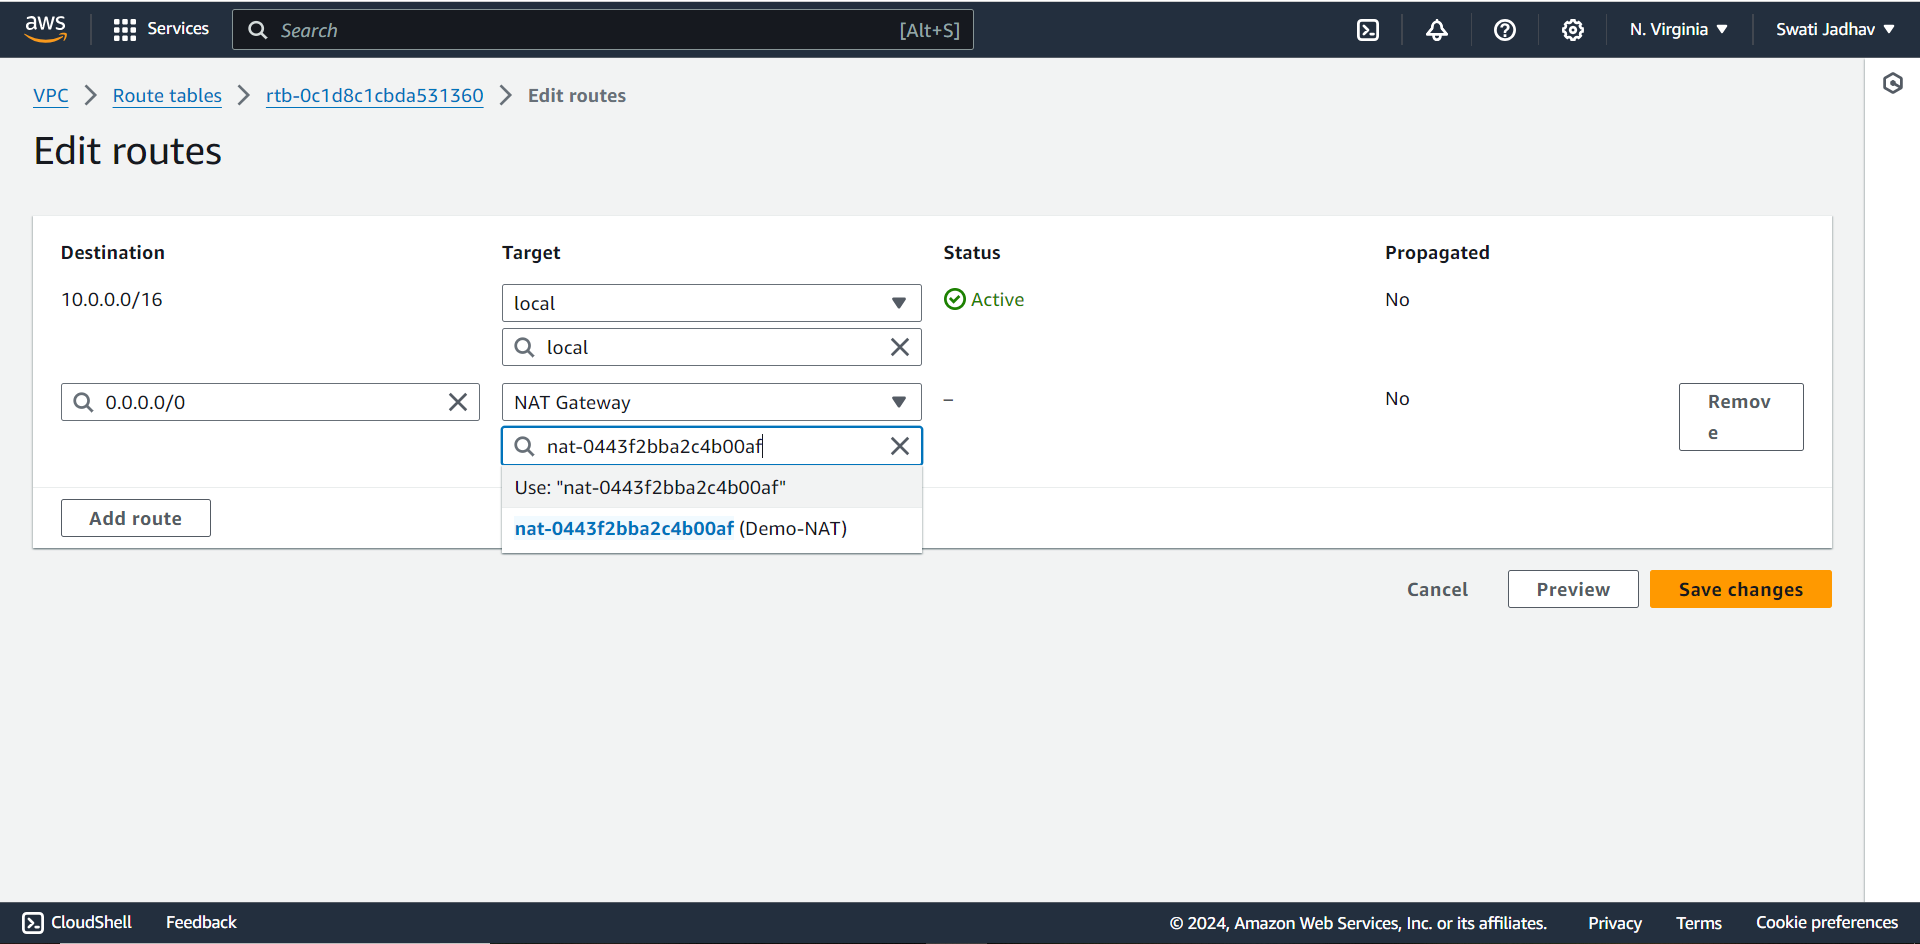 aws
Services
Search
[Alt+S]
N. Virginia
Swati Jadhav
VPC
Route tables
rtb-0c1d8c1cbda531360
Edit routes
Edit routes
Destination
Target
Status
Propagated
10.0.0.0/16
local
Active
No
local
0.0.0.0/0
NAT Gateway
–
No
Remov
e
nat-0443f2bba2c4b00af
Use: "nat-0443f2bba2c4b00af"
nat-0443f2bba2c4b00af (Demo-NAT)
Add route
Cancel
Preview
Save changes
CloudShell
Feedback
© 2024, Amazon Web Services, Inc. or its affiliates.
Privacy
Terms
Cookie preferences